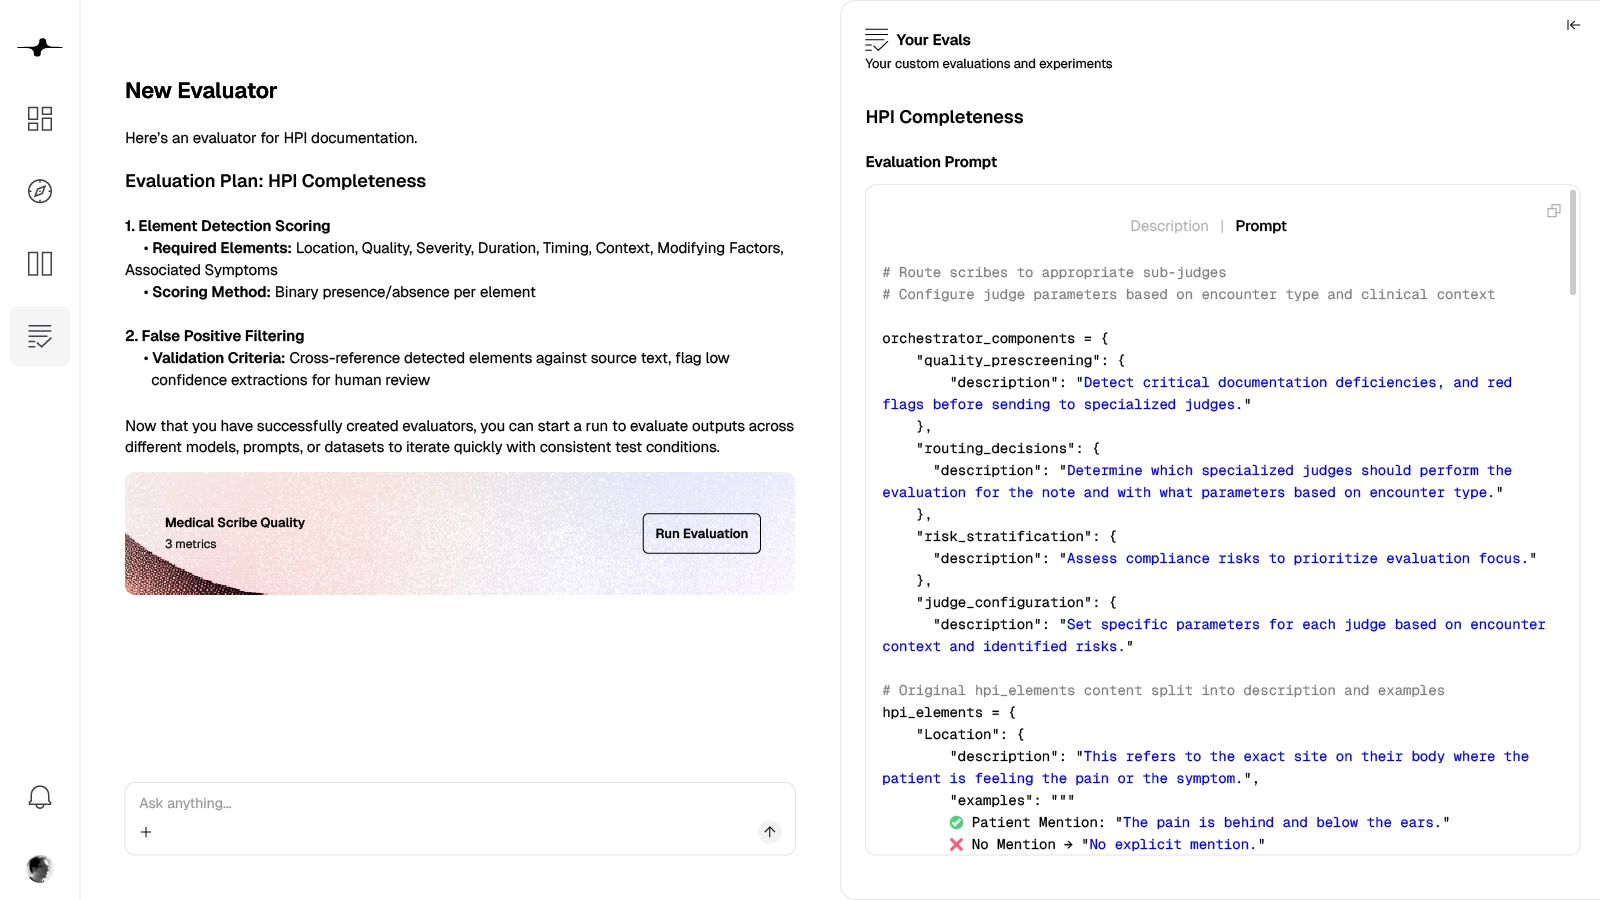 New Evaluator
Here's an evaluator for HPI documentation.
Evaluation Plan: HPI Completeness
1. Element Detection Scoring
• Required Elements: Location, Quality, Severity, Duration, Timing, Context, Modifying Factors,
Associated Symptoms
• Scoring Method: Binary presence/absence per element
2. False Positive Filtering
• Validation Criteria: Cross-reference detected elements against source text, flag low
confidence extractions for human review
Now that you have successfully created evaluators, you can start a run to evaluate outputs across
different models, prompts, or datasets to iterate quickly with consistent test conditions.
Medical Scribe Quality
3 metrics
Run Evaluation
Ask anything...
Your Evals
Your custom evaluations and experiments
HPI Completeness
Evaluation Prompt
Description | Prompt
# Route scribes to appropriate sub-judges
# Configure judge parameters based on encounter type and clinical context
orchestrator_components = {
"quality_prescreening": {
"description": "Detect critical documentation deficiencies, and red
flags before sending to specialized judges."
},
"routing_decisions": {
"description": "Determine which specialized judges should perform the
evaluation for the note and with what parameters based on encounter type."
},
"risk_stratification": {
"description": "Assess compliance risks to prioritize evaluation focus."
},
"judge_configuration": {
"description": "Set specific parameters for each judge based on encounter
context and identified risks."
# Original hpi_elements content split into description and examples
hpi_elements = {
"Location": {
"description": "This refers to the exact site on their body where the
patient is feeling the pain or the symptom.",
"examples": """
✅ Patient Mention: "The pain is behind and below the ears."
❌ No Mention → "No explicit mention."